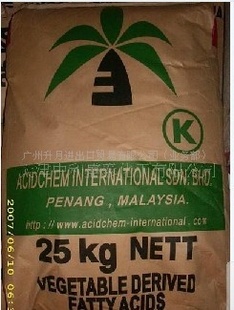 K
ACIDCHEM INTERNATIONAL SDN. BHD.
PENANG, MALAYSIA.
http://www.acidchem-international.com
25 kg NETT
VEGETABLE DERIVED
FATTY ACIDS
2007/06/10